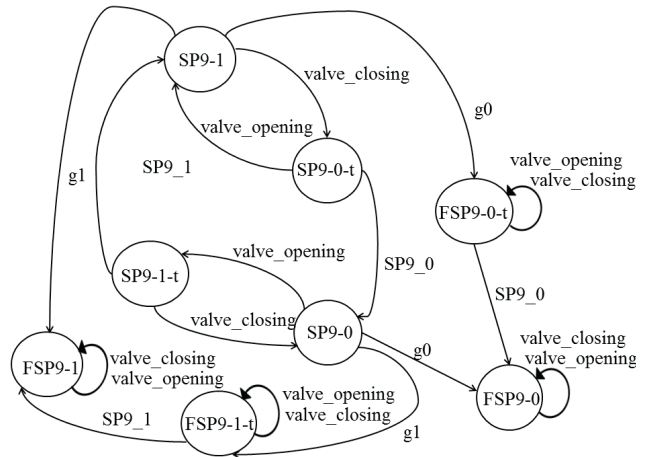 SP9-1
valve_closing
g0
valve_opening
SP9_1
SP9-0-t
g1
valve_opening
valve_closing
FSP9-0-t
valve_opening
SP9_0
SP9-1-t
SP9_0
valve_closing
SP9-0
g0
valve_closing
valve_opening
FSP9-1
valve_closing
valve_opening
valve_opening
valve_closing
FSP9-0
SP9_1
FSP9-1-t
g1